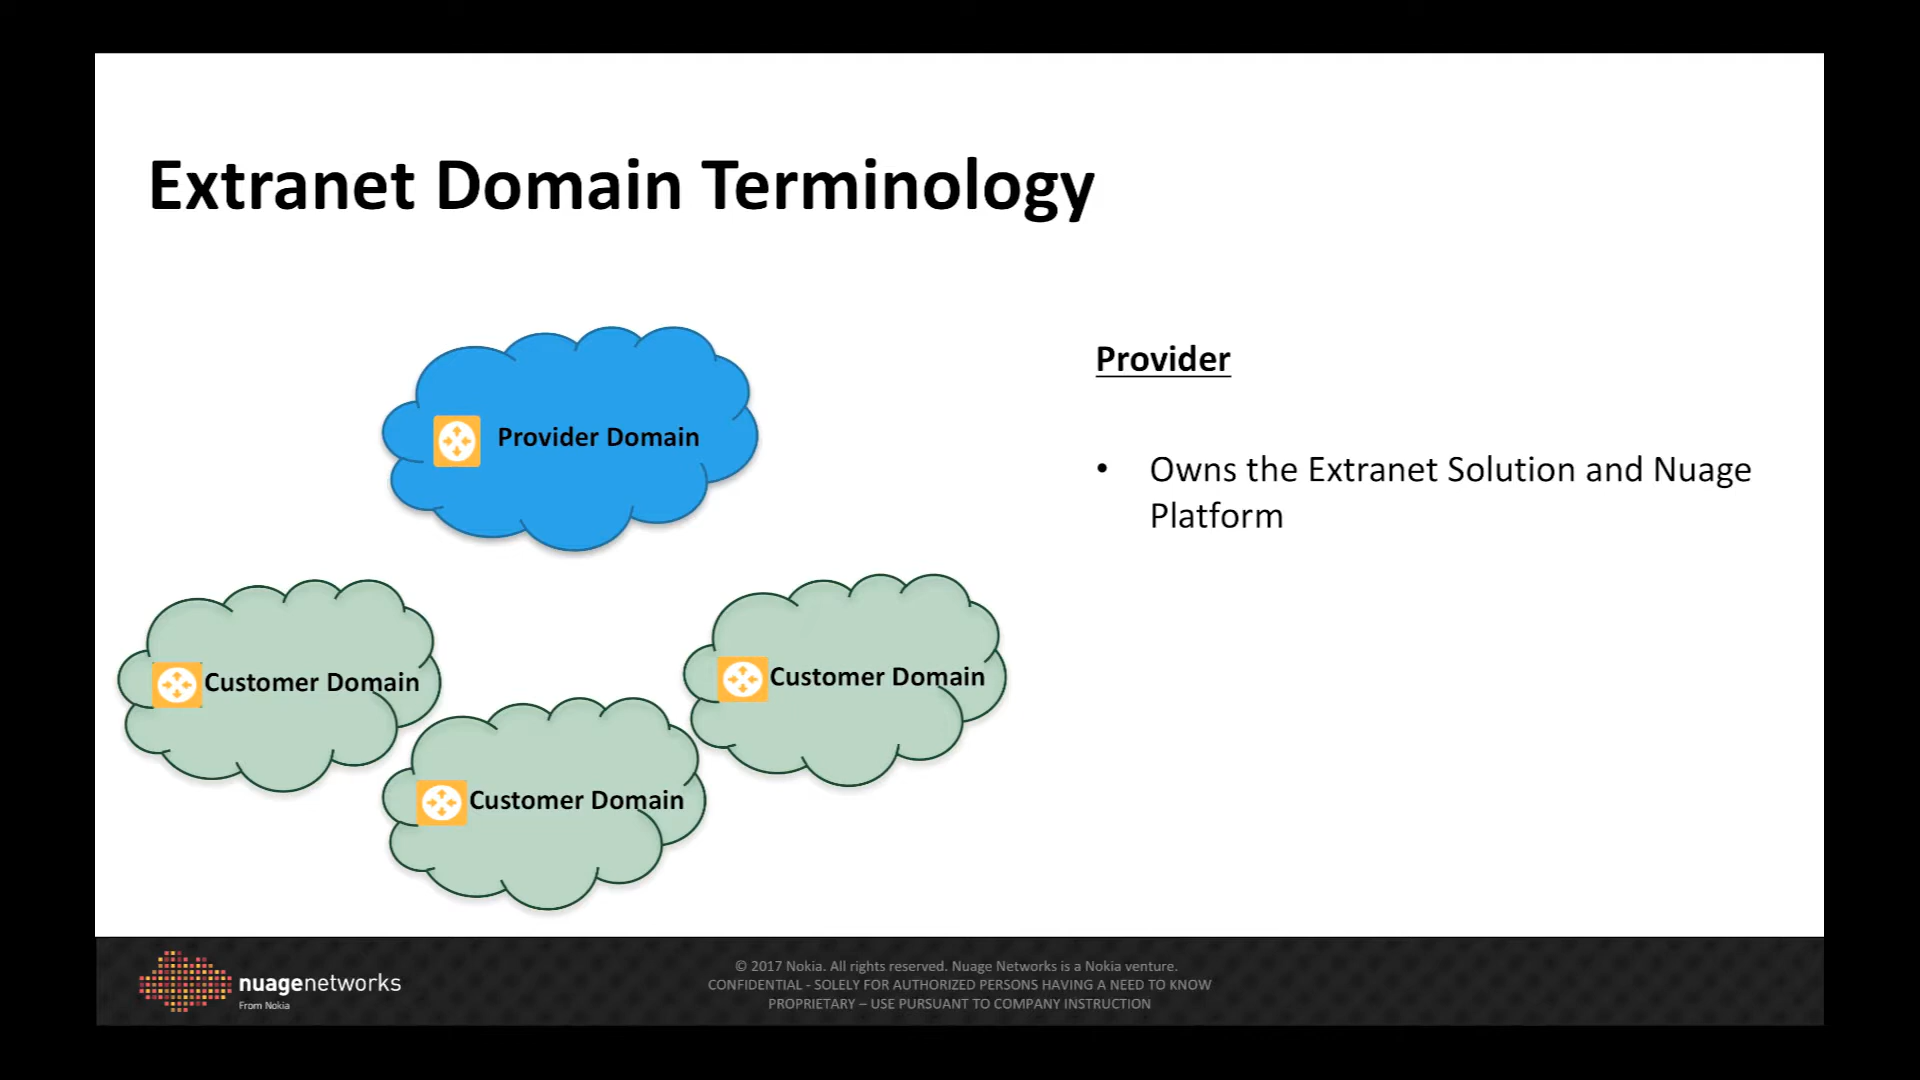 Extranet Domain Terminology
Provider Domain
Customer Domain
Customer Domain
Customer Domain
Provider
• Owns the Extranet Solution and Nuage
Platform
nuagenetworks
From Nokia
© 2017 Nokia. All rights reserved. Nuage Networks is a Nokia venture.
CONFIDENTIAL - SOLELY FOR AUTHORIZED PERSONS HAVING A NEED TO KNOW
PROPRIETARY – USE PURSUANT TO COMPANY INSTRUCTION